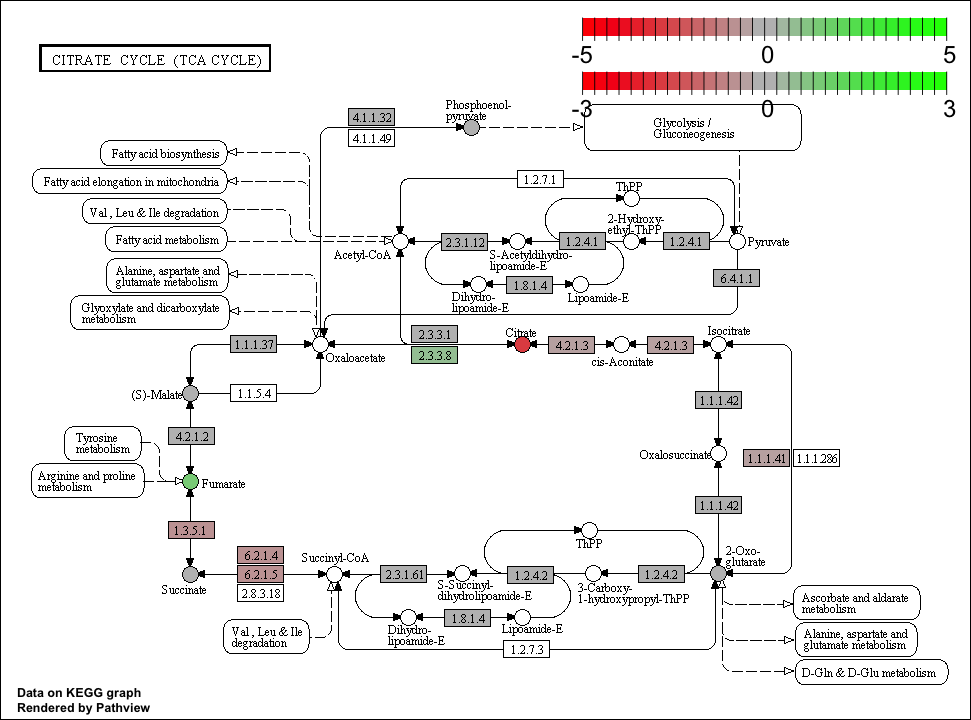 CITRATE CYCLE (TCA CYCLE)
-5 0 5
-3 0 3
Phosphoenol-
pyruvate
4.1.1.32
4.1.1.49
Glycolysis /
Gluconeogenesis
Fatty acid biosynthesis
Fatty acid elongation in mitochondria
Val , Leu & Ile degradation
Fatty acid metabolism
Alanine, aspartate and
glutamate metabolism
Glyoxylate and dicarboxylate
metabolism
1.2.7.1
ThPP
2-Hydroxy-
ethyl-ThPP
Acetyl-CoA
2.3.1.12
S-Acetyldihydro-
lipoamide-E
1.2.4.1
1.2.4.1
Pyruvate
Dihydro-
lipoamide-E
1.8.1.4
Lipoamide-E
6.4.1.1
1.1.1.37
Oxaloacetate
2.3.3.1
2.3.3.8
Citrate
4.2.1.3
cis-Aconitate
4.2.1.3
Isocitrate
(S)-Malate
1.1.5.4
1.1.1.42
4.2.1.2
Tyrosine
metabolism
Arginine and proline
metabolism
Fumarate
Oxalosuccinate
1.1.1.41
1.1.1.286
1.1.1.42
1.3.5.1
6.2.1.4
6.2.1.5
2.8.3.18
Succinate
Succinyl-CoA
2.3.1.61
S-Succinyl-
dihydrolipoamide-E
1.2.4.2
ThPP
3-Carboxy-
1-hydroxypropyl-ThPP
1.2.4.2
2-Oxo-
glutarate
Val , Leu & Ile
degradation
Dihydro-
lipoamide-E
1.8.1.4
Lipoamide-E
1.2.7.3
Ascorbate and aldarate
metabolism
Alanine, aspartate and
glutamate metabolism
D-Gln & D-Glu metabolism
Data on KEGG graph
Rendered by Pathview